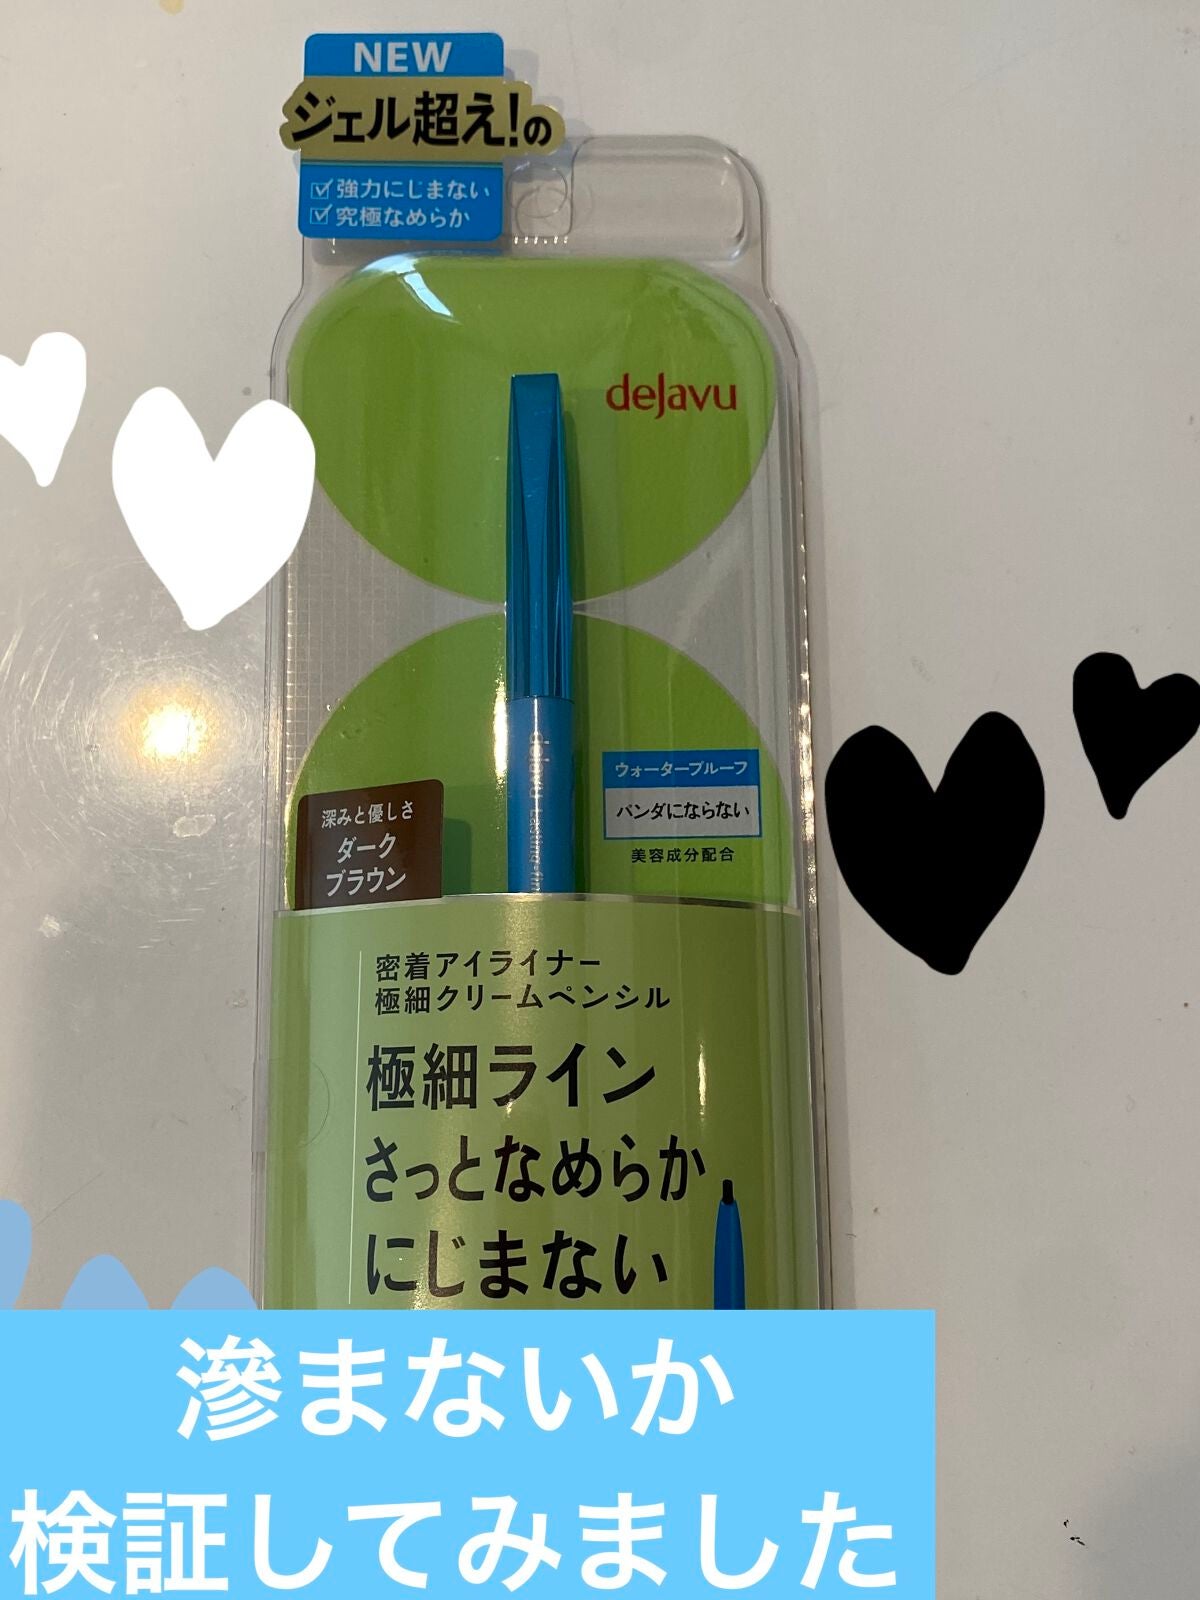 NEW
ジェル超え!の
強力にじまない
究極なめらか
dejavu
dejavu Lasting-fin
ウォータープルーフ
パンダにならない
美容成分配合
深みと優しさ
ダーク
ブラウン
密着アイライナー
極細クリームペンシル
極細ライン
さっとなめらか
にじまない
滲まないか
検証してみました